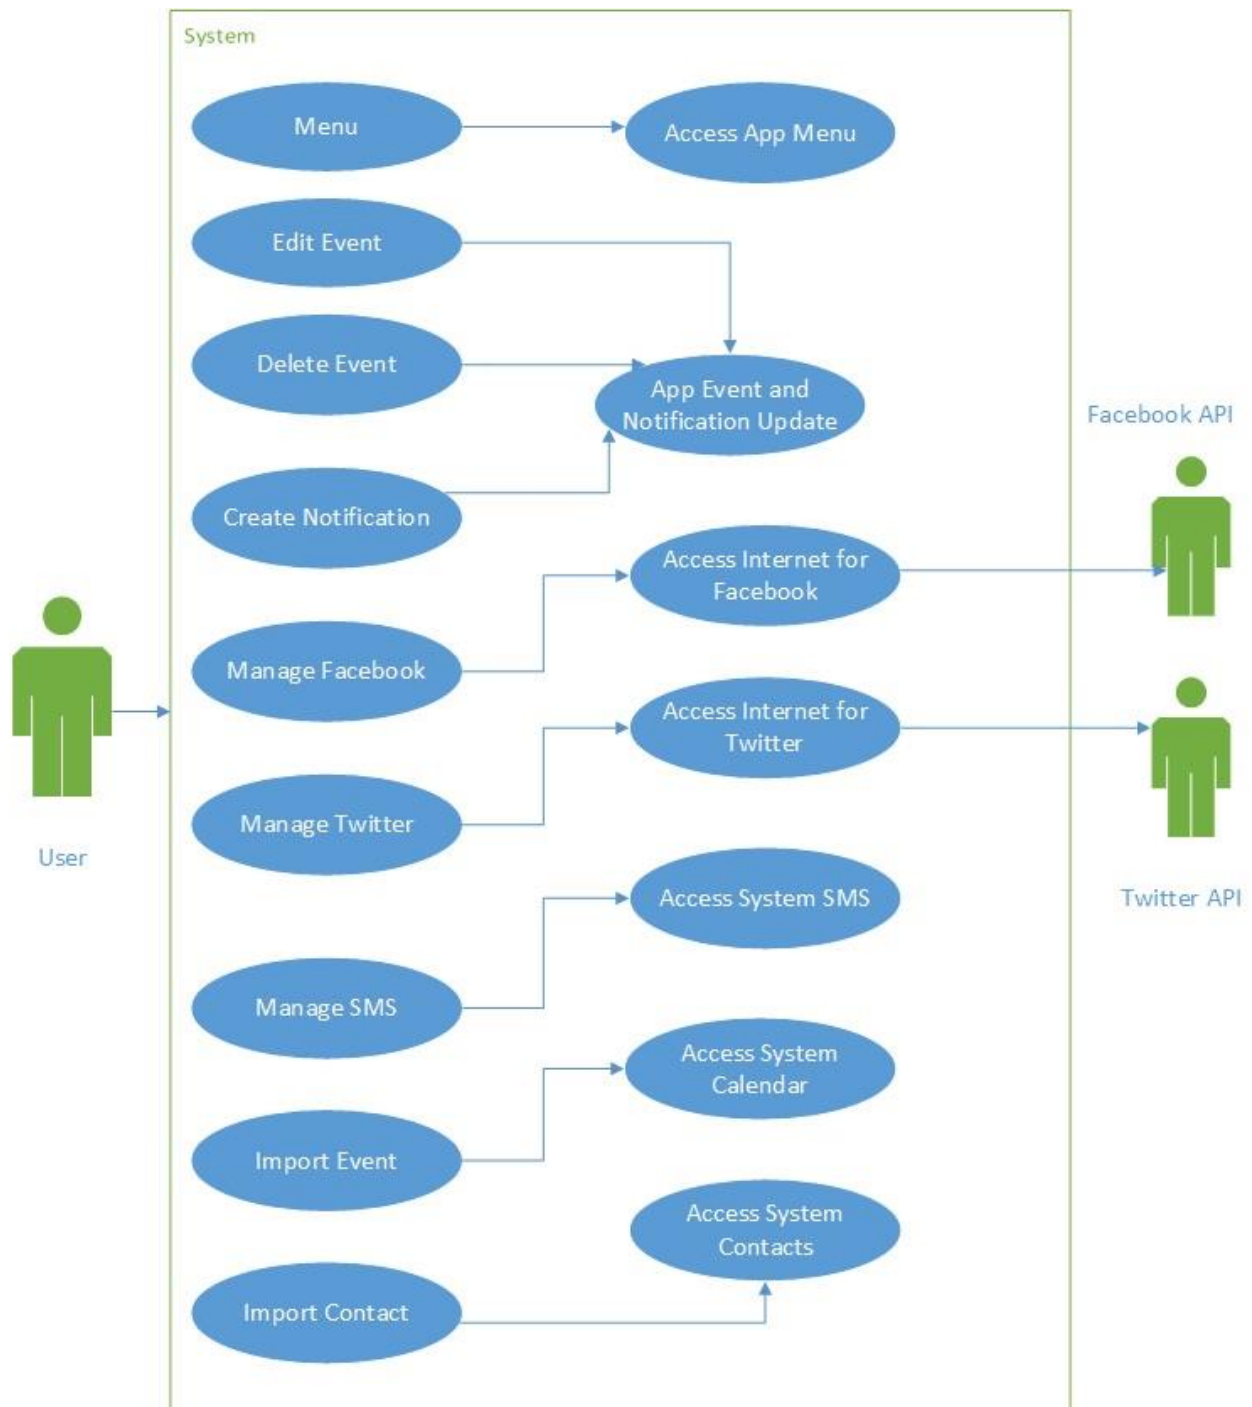 System
Menu
Access App Menu
Edit Event
Delete Event
App Event and
Notification Update
Facebook API
Create Notification
Access Internet for
Facebook
Manage Facebook
Access Internet for
Twitter
Manage Twitter
User
Access System SMS
Twitter API
Manage SMS
Access System
Calendar
Import Event
Access System
Contacts
Import Contact